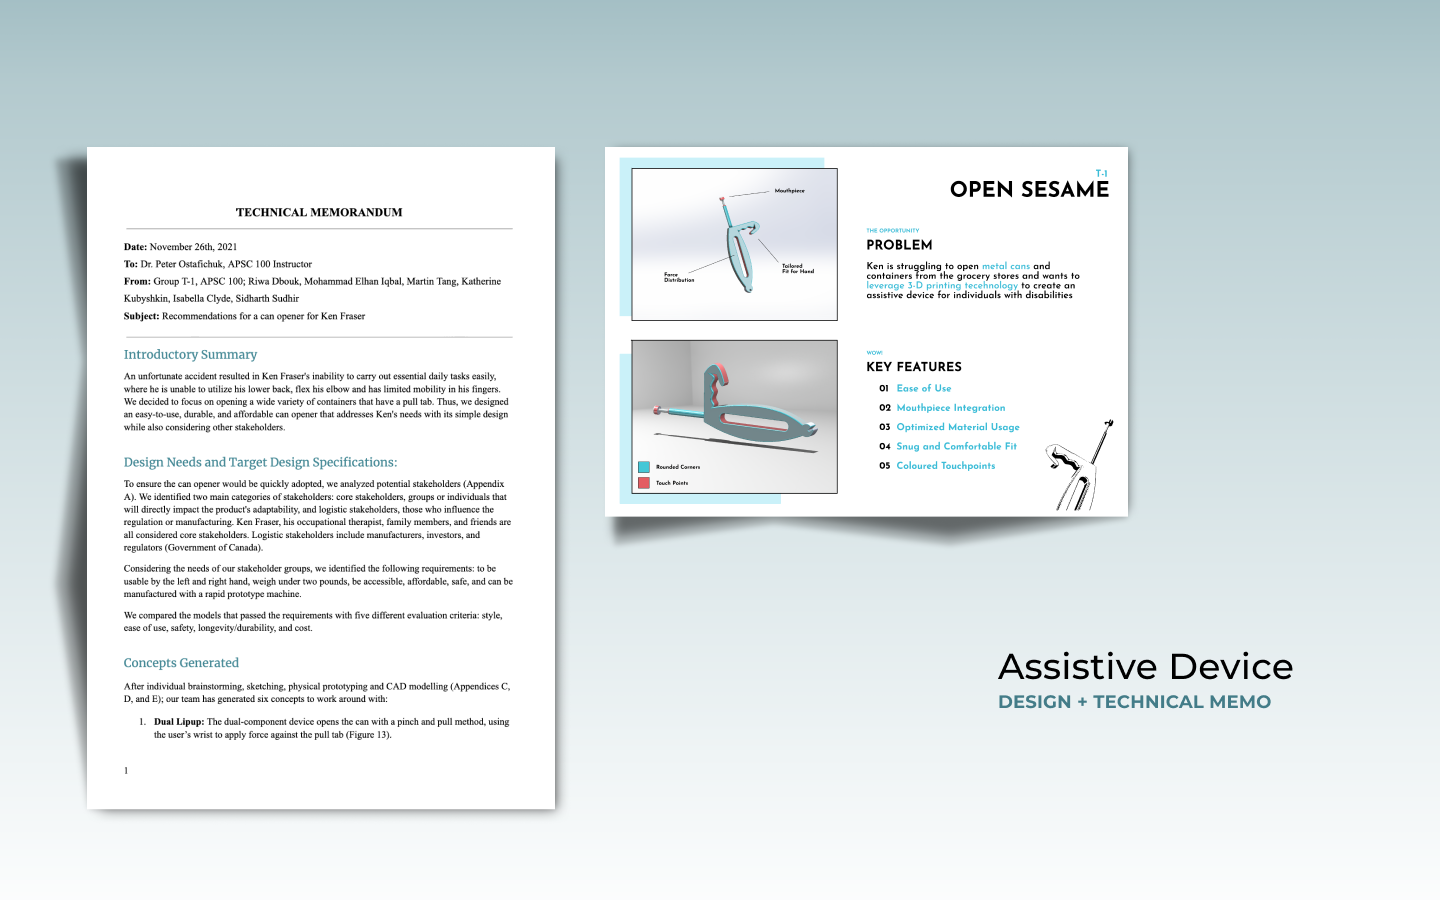 TECHNICAL MEMORANDUM
Date: November 26th, 2021
To: Dr. Peter Ostafichuk, APSC 100 Instructor
From: Group T-1, APSC 100; Riwa Dbouk, Mohammad Elhan Iqbal, Martin Tang, Katherine
Kubyshkin, Isabella Clyde, Sidharth Sudhir
Subject: Recommendations for a can opener for Ken Fraser
Introductory Summary
An unfortunate accident resulted in Ken Fraser's inability to carry out essential daily tasks easily,
where he is unable to utilize his lower back, flex his elbow and has limited mobility in his fingers.
We decided to focus on opening a wide variety of containers that have a pull tab. Thus, we designed
an easy-to-use, durable, and affordable can opener that addresses Ken's needs with its simple design
while also considering other stakeholders.
Design Needs and Target Design Specifications:
To ensure the can opener would be quickly adopted, we analyzed potential stakeholders (Appendix
A). We identified two main categories of stakeholders: core stakeholders, groups or individuals that
will directly impact the product's adaptability, and logistic stakeholders, those who influence the
regulation or manufacturing. Ken Fraser, his occupational therapist, family members, and friends are
all considered core stakeholders. Logistic stakeholders include manufacturers, investors, and
regulators (Government of Canada).
Considering the needs of our stakeholder groups, we identified the following requirements: to be
usable by the left and right hand, weigh under two pounds, be accessible, affordable, safe, and can be
manufactured with a rapid prototype machine.
We compared the models that passed the requirements with five different evaluation criteria: style,
ease of use, safety, longevity/durability, and cost.
Concepts Generated
After individual brainstorming, sketching, physical prototyping and CAD modelling (Appendices C,
D, and E); our team has generated six concepts to work around with:
1. Dual Lipup: The dual-component device opens the can with a pinch and pull method, using
the user's wrist to apply force against the pull tab (Figure 13).
1
Mouthpiece
Tailored
Fit for Hand
Force
Distribution
Rounded Corners
Touch Points
T-1
OPEN SESAME
THE OPPORTUNITY
PROBLEM
Ken is struggling to open metal cans and
containers from the grocery stores and wants to
leverage 3-D printing tecehnology to create an
assistive device for individuals with disabilities
WOW!
KEY FEATURES
01 Ease of Use
02 Mouthpiece Integration
03 Optimized Material Usage
04 Snug and Comfortable Fit
05 Coloured Touchpoints
Assistive Device
DESIGN + TECHNICAL MEMO